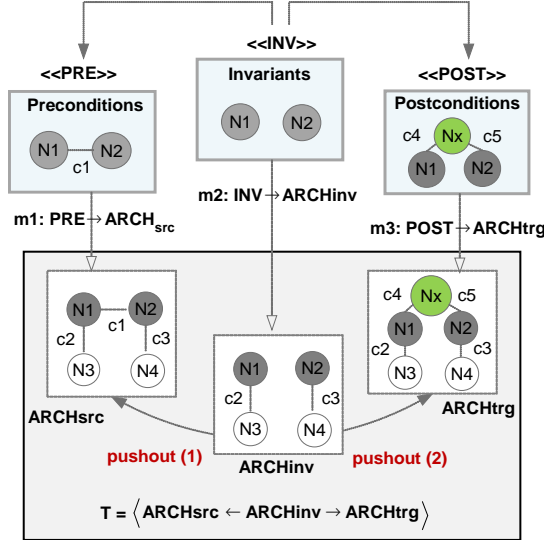 <<INV>>
<<PRE>>
<<POST>>
Preconditions
Invariants
Postconditions
N1 N2
c1
N1 N2
Nx
c4 c5
N1 N2
m1: PRE → ARCHsrc
m2: INV → ARCHinv
m3: POST → ARCHtrg
N1 N2
c1
c2 c3
N3 N4
ARCHsrc
N1 N2
c2 c3
N3 N4
ARCHinv
Nx
c4 c5
N1 N2
c2 c3
N3 N4
ARCHtrg
pushout (1)
pushout (2)
T = ⟨ARCHsrc ← ARCHinv → ARCHtrg⟩